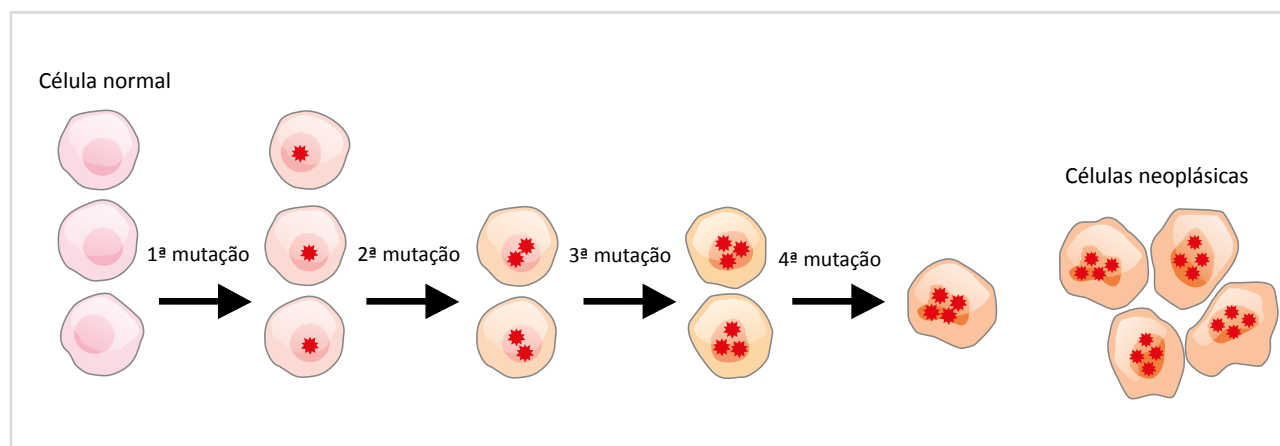 Célula normal
Células neoplásicas
1ª mutação
2ª mutação
3ª mutação
4ª mutação